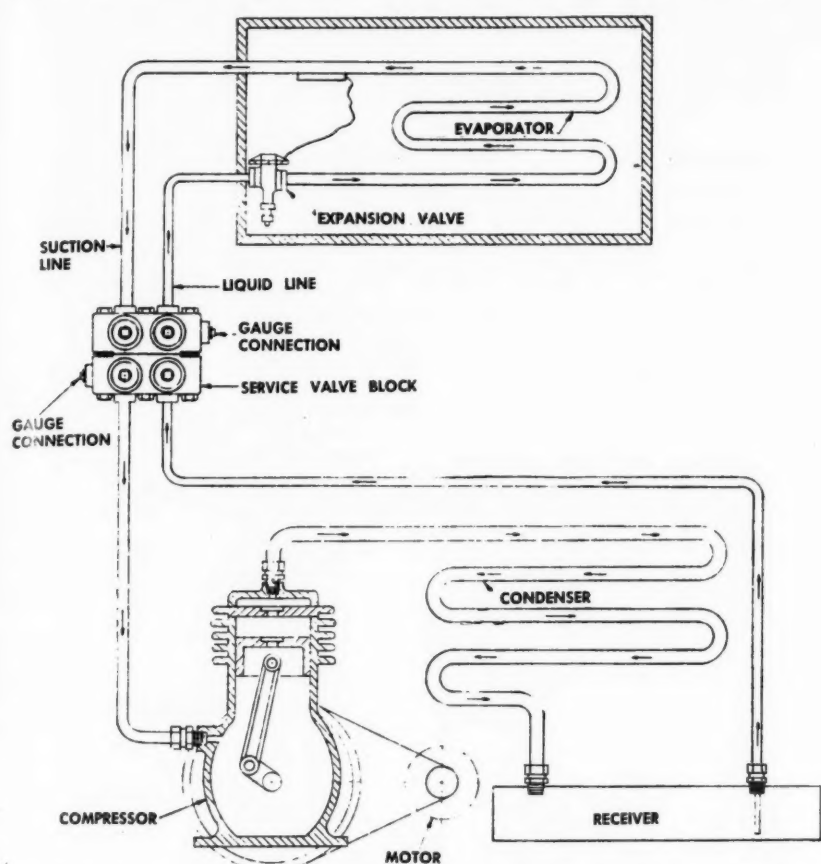 EVAPORATOR
'EXPANSION VALVE
SUCTION
LINE
LIQUID LINE
GAUGE
CONNECTION
SERVICE VALVE BLOCK
GAUGE
CONNECTION
CONDENSER
COMPRESSOR
RECEIVER
MOTOR